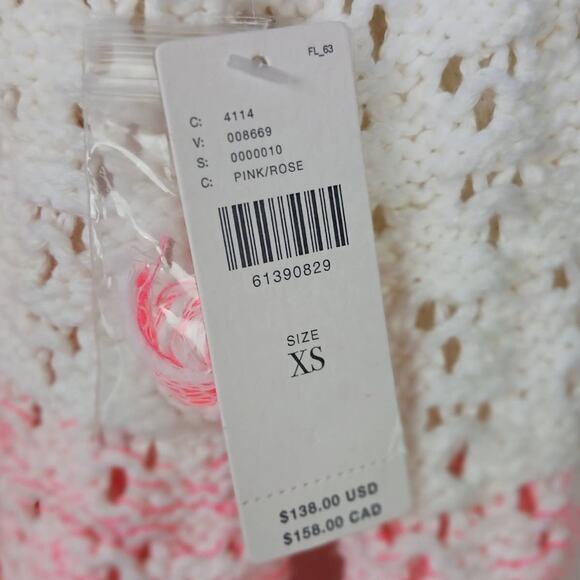 FL_63
C: 4114
V: 008669
S: 0000010
C: PINK/ROSE
61390829
SIZE
XS
$138.00 USD
$158.00 CAD